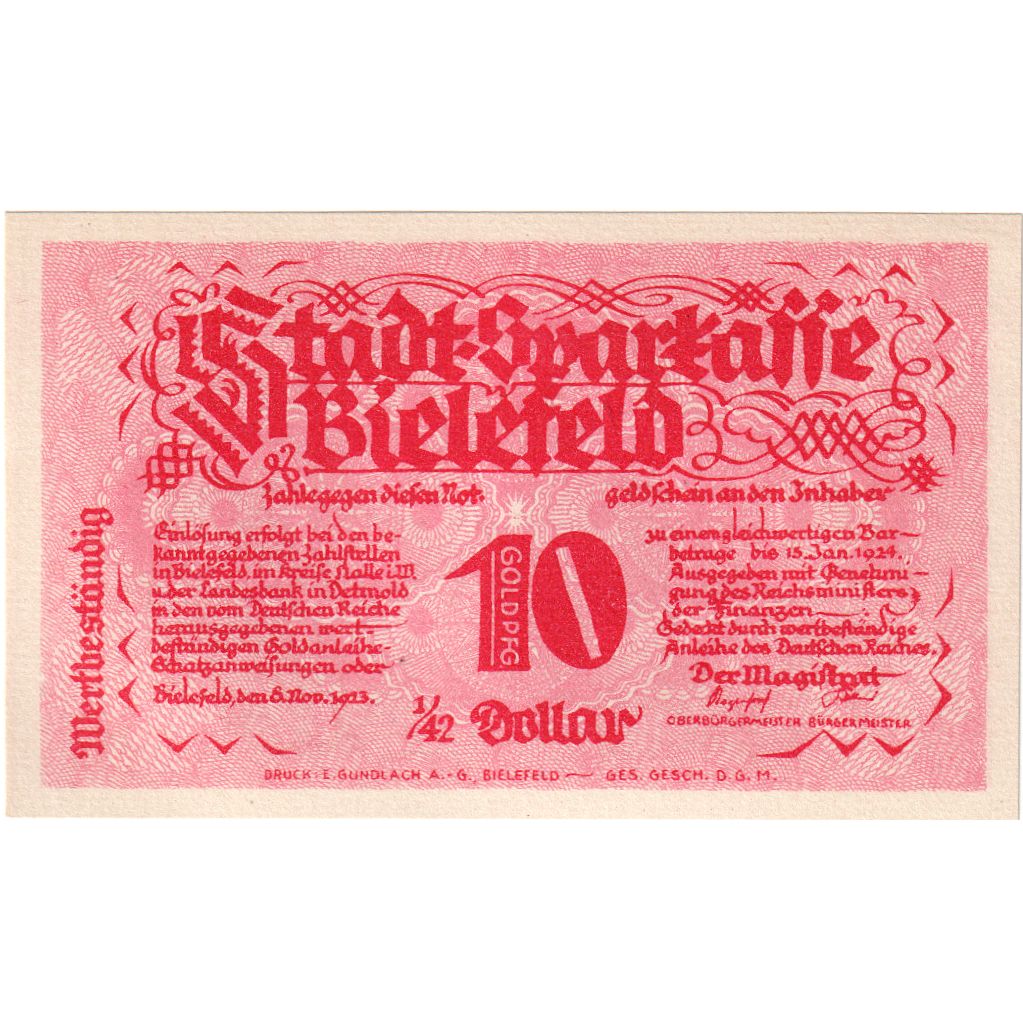 Stadt-Sparkasse
Bielefeld
zahle gegen diesen Not-
geldschein an den Inhaber
Wertbeständig
Einlösung erfolgt bei den be-
kanntgegebenen Zahlstellen
in Bielefeld, im Kreise Halle i.W.
u. der Landesbank in Detmold
in den vom Deutschen Reiche
herausgegebenen wert-
beständigen Goldanleihe-
Schatzanweisungen oder
Bielefeld, den 8. Nov. 1923.
10
GOLDPFG
1/42 Dollar
zu einem gleichwertigen Bar-
betrage bis 15. Jan. 1924.
Ausgegeben mit Genehmi-
gung des Reichsministers
der Finanzen
Gedeckt durch wertbeständige
Anleihe des Deutschen Reiches.
Der Magistrat
OBERBÜRGERMEISTER BÜRGERMEISTER
DRUCK: E. GUNDLACH A.-G., BIELEFELD — GES. GESCH. D. G. M.